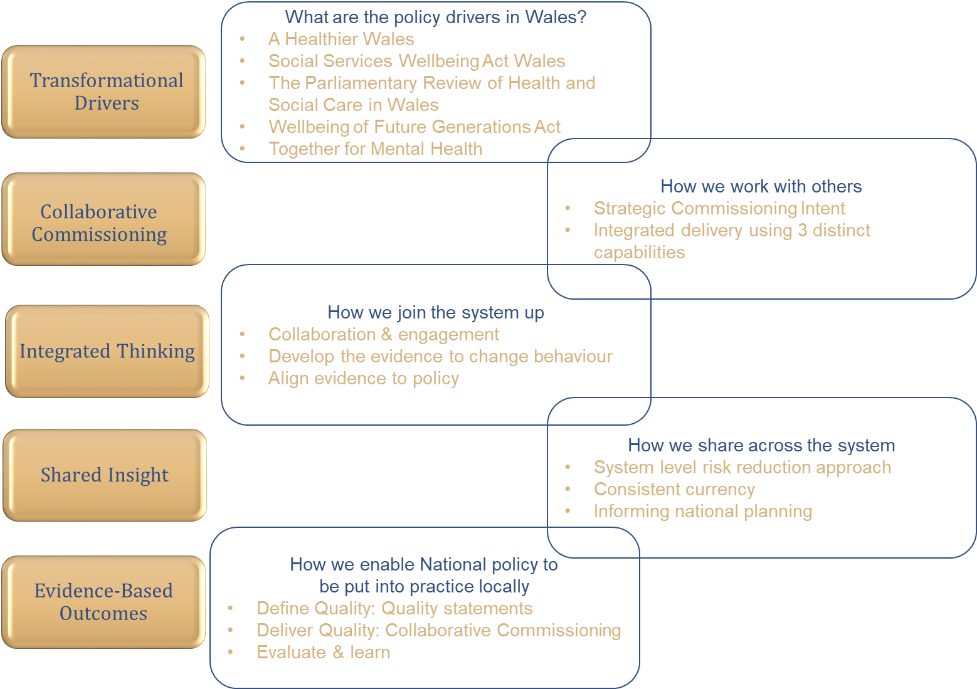 Transformational
Drivers
What are the policy drivers in Wales?
• A Healthier Wales
• Social Services Wellbeing Act Wales
• The Parliamentary Review of Health and
Social Care in Wales
• Wellbeing of Future Generations Act
• Together for Mental Health
Collaborative
Commissioning
How we work with others
• Strategic Commissioning Intent
• Integrated delivery using 3 distinct
capabilities
Integrated Thinking
How we join the system up
• Collaboration & engagement
• Develop the evidence to change behaviour
• Align evidence to policy
Shared Insight
How we share across the system
• System level risk reduction approach
• Consistent currency
• Informing national planning
Evidence-Based
Outcomes
How we enable National policy to
be put into practice locally
• Define Quality: Quality statements
• Deliver Quality: Collaborative Commissioning
• Evaluate & learn